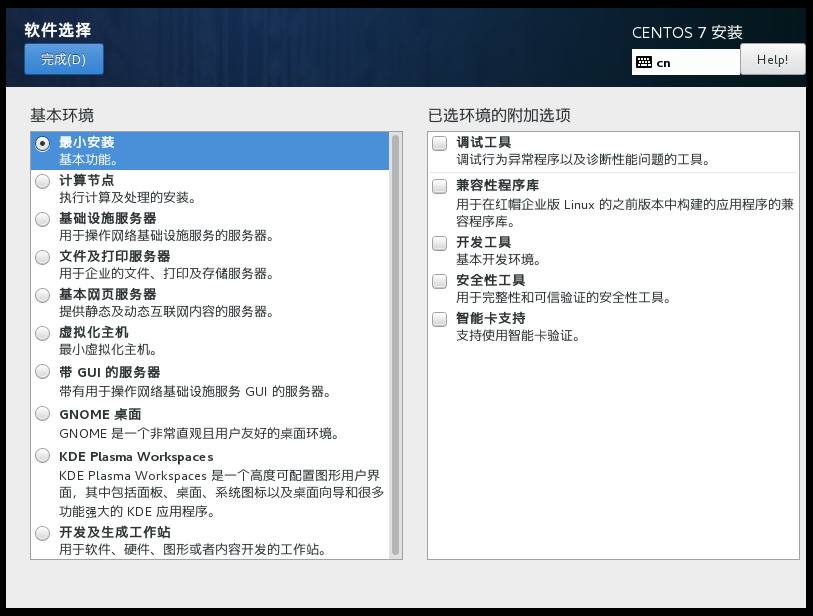 软件选择
完成(D)
CENTOS 7 安装
cn
Help!
基本环境
最小安装
基本功能。
计算节点
执行计算及处理的安装。
基础设施服务器
用于操作网络基础设施服务的服务器。
文件及打印服务器
用于企业的文件、打印及存储服务器。
基本网页服务器
提供静态及动态互联网内容的服务器。
虚拟化主机
最小虚拟化主机。
带 GUI 的服务器
带有用于操作网络基础设施服务 GUI 的服务器。
GNOME 桌面
GNOME 是一个非常直观且用户友好的桌面环境。
KDE Plasma Workspaces
KDE Plasma Workspaces 是一个高度可配置图形用户界
面，其中包括面板、桌面、系统图标以及桌面向导和很多
功能强大的 KDE 应用程序。
开发及生成工作站
用于软件、硬件、图形或者内容开发的工作站。
已选环境的附加选项
调试工具
调试行为异常程序以及诊断性能问题的工具。
兼容性程序库
用于在红帽企业版 Linux 的之前版本中构建的应用程序的兼
容程序库。
开发工具
基本开发环境。
安全性工具
用于完整性和可信验证的安全性工具。
智能卡支持
支持使用智能卡验证。